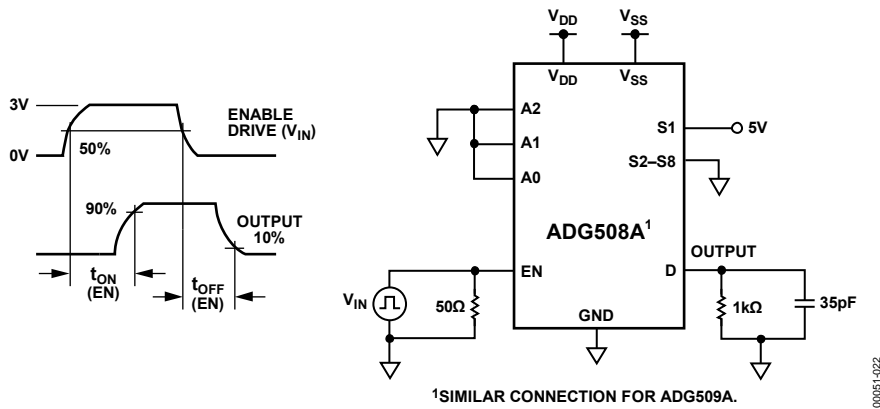 3V
0V
50%
ENABLE
DRIVE (VIN)
90%
OUTPUT
10%
tON
(EN)
tOFF
(EN)
VDD
VSS
VDD
VSS
A2
A1
A0
S1
5V
S2–S8
ADG508A1
OUTPUT
EN
D
VIN
50Ω
GND
1kΩ
35pF
1SIMILAR CONNECTION FOR ADG509A.
00051-022